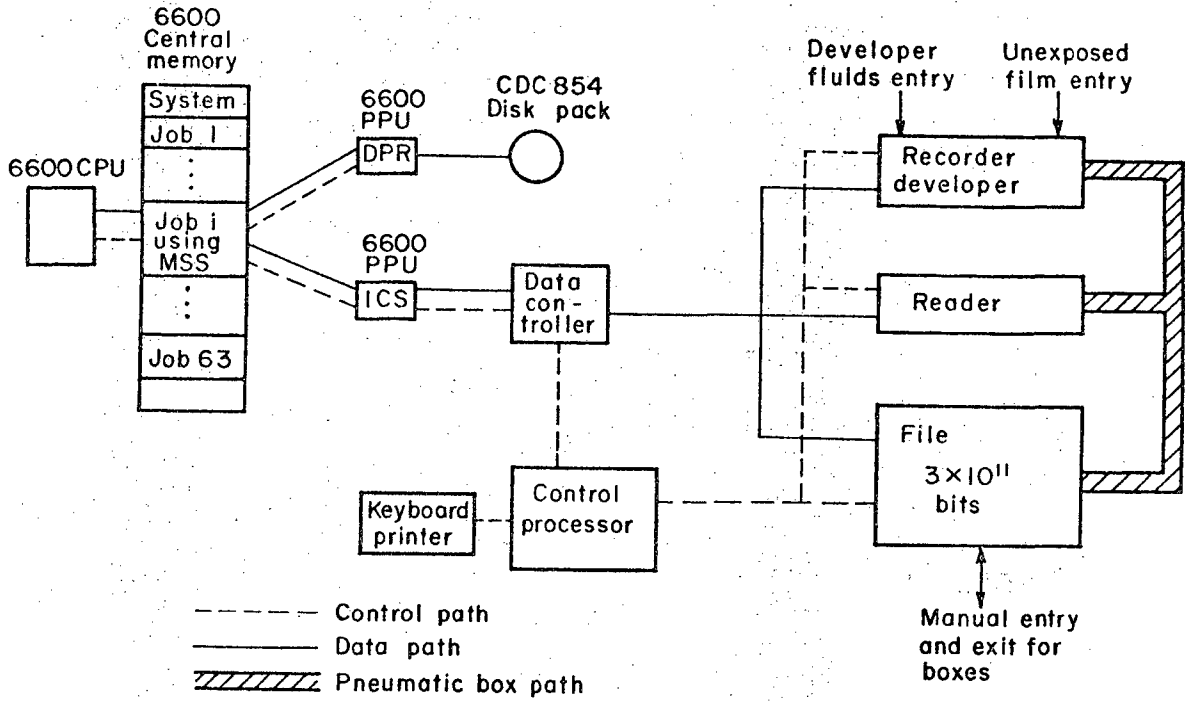 6600
Central
memory
System
Job 1
Job i
using
MSS
Job 63
6600 CPU
6600
PPU
DPR
CDC 854
Disk pack
6600
PPU
ICS
Data
con-
troller
Control
processor
Keyboard
printer
Developer
fluids entry
Unexposed
film entry
Recorder
developer
Reader
File
3×10¹¹
bits
Manual entry
and exit for
boxes
Control path
Data path
Pneumatic box path